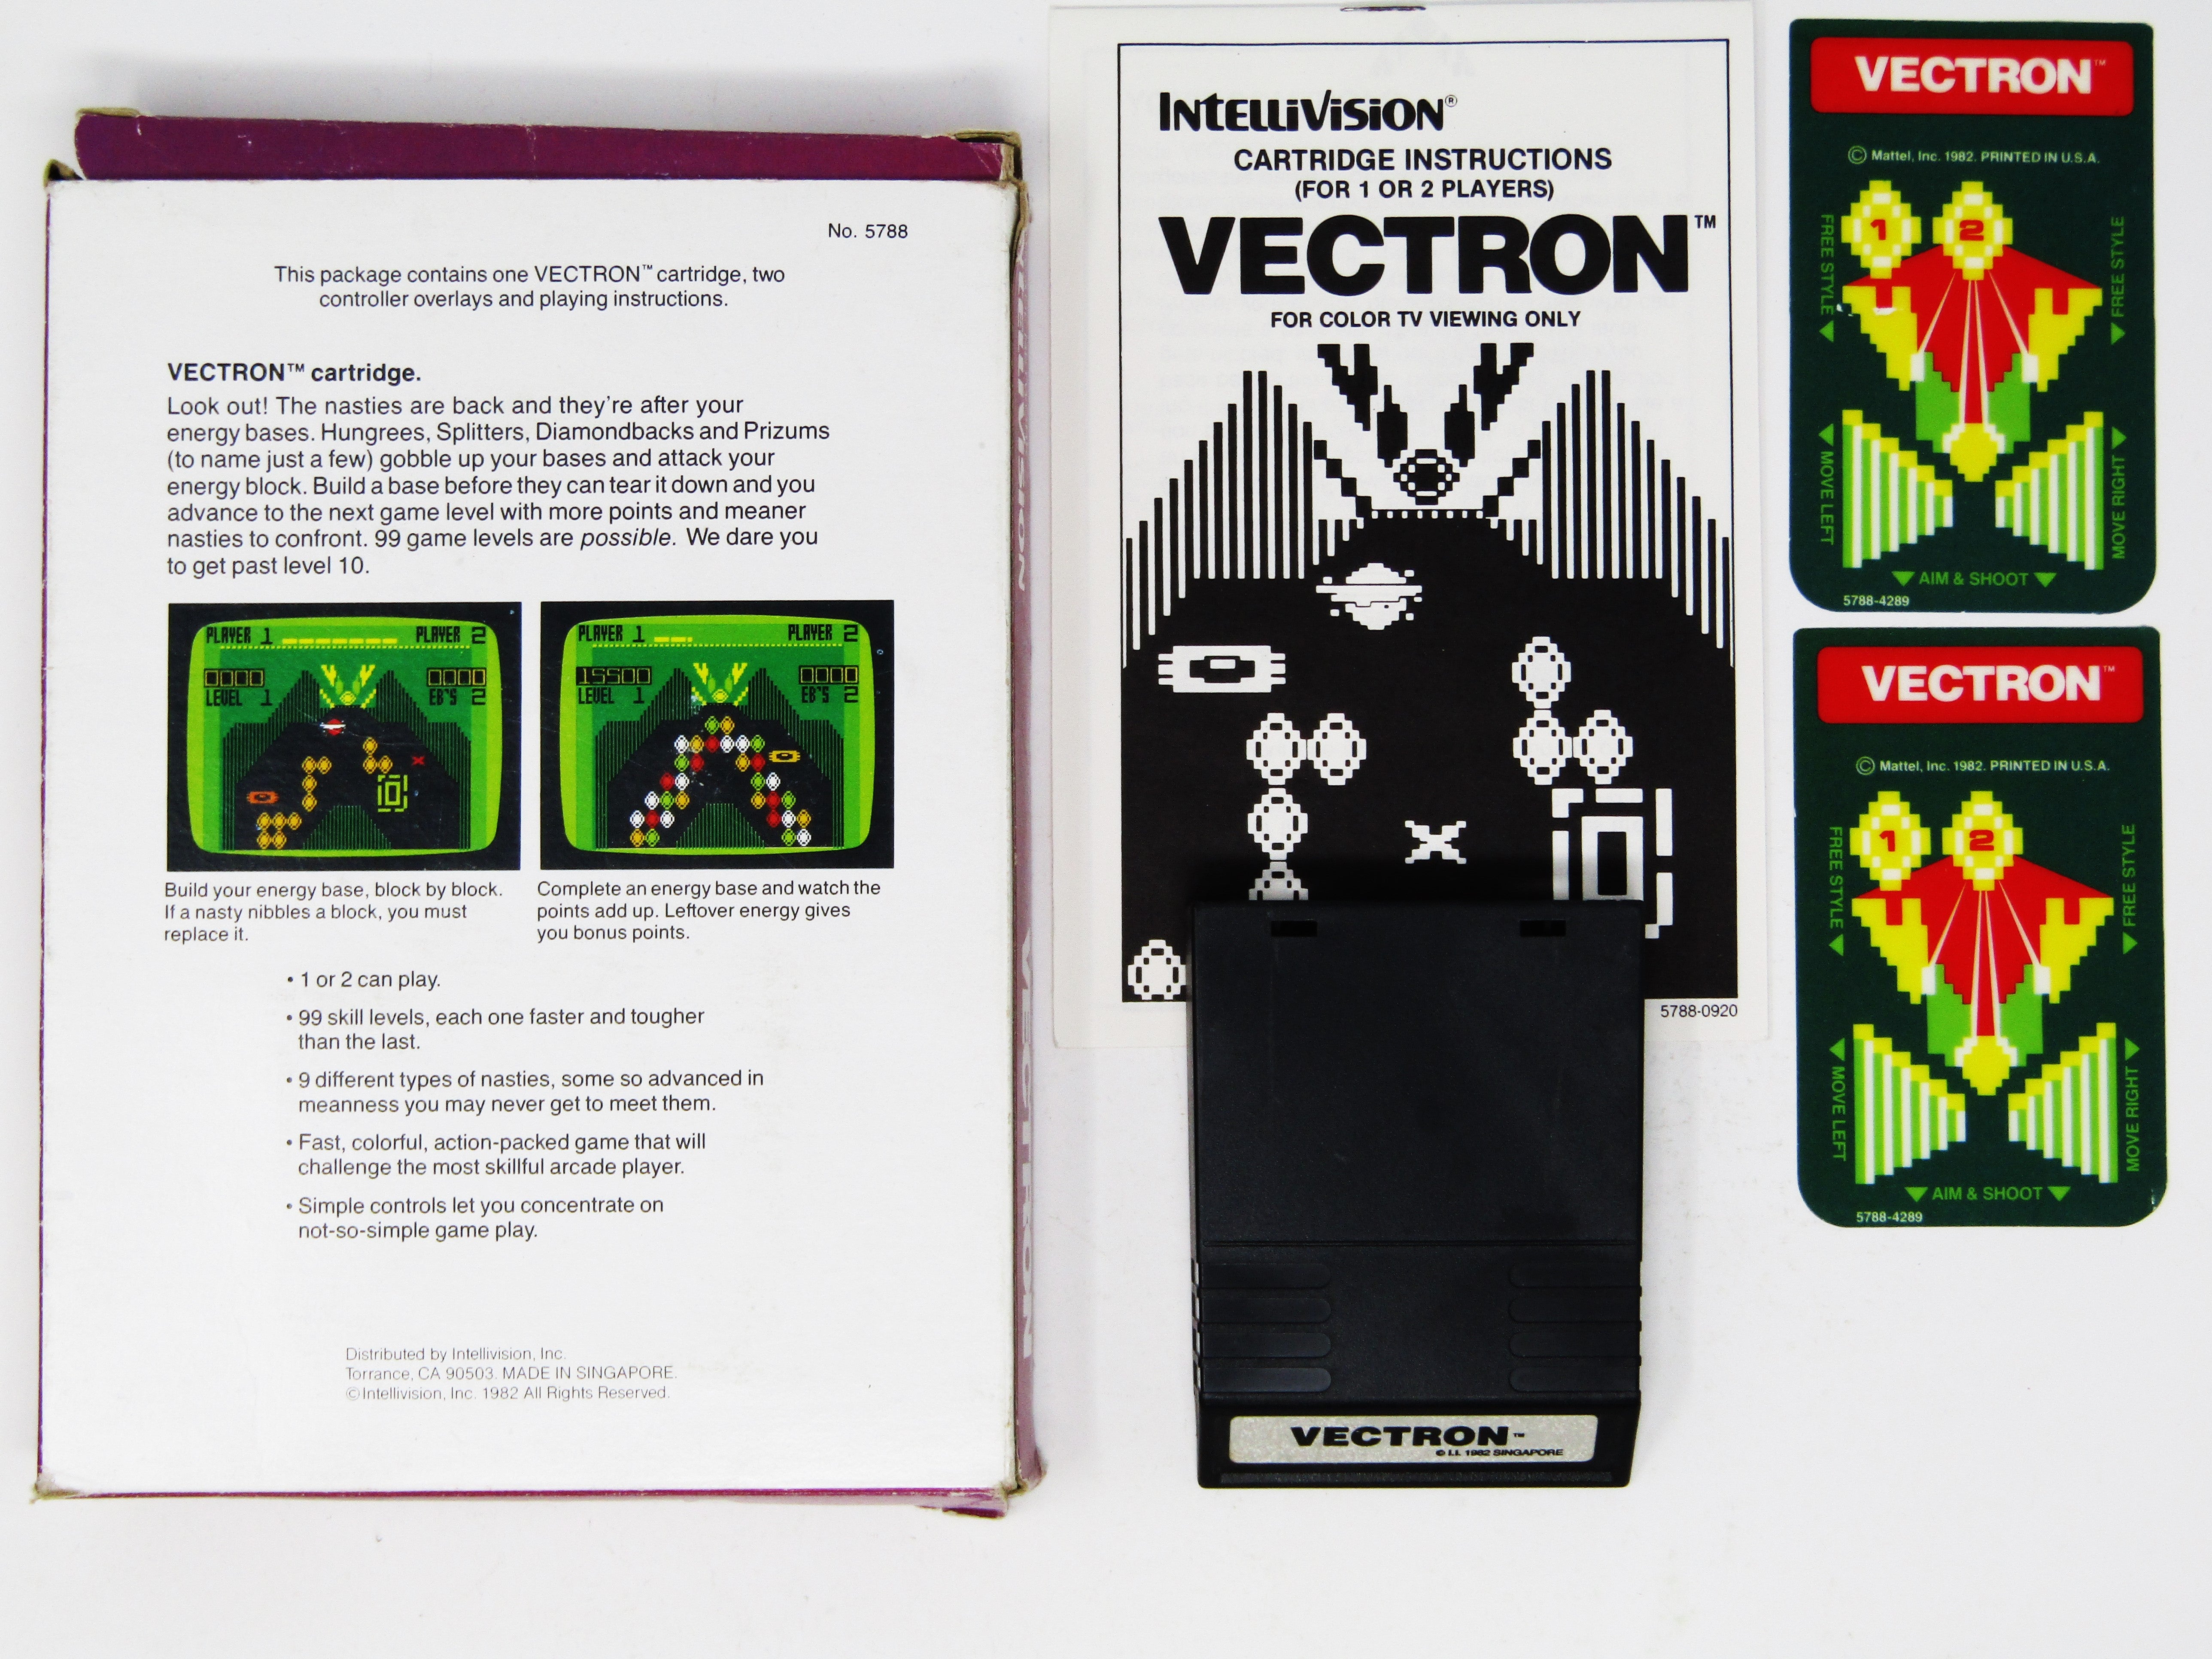 No. 5788
This package contains one VECTRON™ cartridge, two
controller overlays and playing instructions.
VECTRON™ cartridge.
Look out! The nasties are back and they're after your
energy bases. Hungrees, Splitters, Diamondbacks and Prizums
(to name just a few) gobble up your bases and attack your
energy block. Build a base before they can tear it down and you
advance to the next game level with more points and meaner
nasties to confront. 99 game levels are possible. We dare you
to get past level 10.
PLAYER 1 PLAYER 2
0000 0000
LEVEL 1 EB'S 2
PLAYER 1 PLAYER 2
15500 0000
LEVEL 1 EB'S 2
Build your energy base, block by block.
If a nasty nibbles a block, you must
replace it.
Complete an energy base and watch the
points add up. Leftover energy gives
you bonus points.
• 1 or 2 can play.
• 99 skill levels, each one faster and tougher
than the last.
• 9 different types of nasties, some so advanced in
meanness you may never get to meet them.
• Fast, colorful, action-packed game that will
challenge the most skillful arcade player.
• Simple controls let you concentrate on
not-so-simple game play.
Distributed by Intellivision, Inc.
Torrance, CA 90503. MADE IN SINGAPORE.
© Intellivision, Inc. 1982 All Rights Reserved.
INTELLIVISION
VECTRON
INTELLIVISION®
CARTRIDGE INSTRUCTIONS
(FOR 1 OR 2 PLAYERS)
VECTRON™
FOR COLOR TV VIEWING ONLY
5788-0920
VECTRON™
© I.I. 1982 SINGAPORE
VECTRON™
© Mattel, Inc. 1982. PRINTED IN U.S.A.
1 2
FREE STYLE
FREE STYLE
MOVE LEFT
MOVE RIGHT
AIM & SHOOT
5788-4289
VECTRON™
© Mattel, Inc. 1982. PRINTED IN U.S.A.
1 2
FREE STYLE
FREE STYLE
MOVE LEFT
MOVE RIGHT
AIM & SHOOT
5788-4289